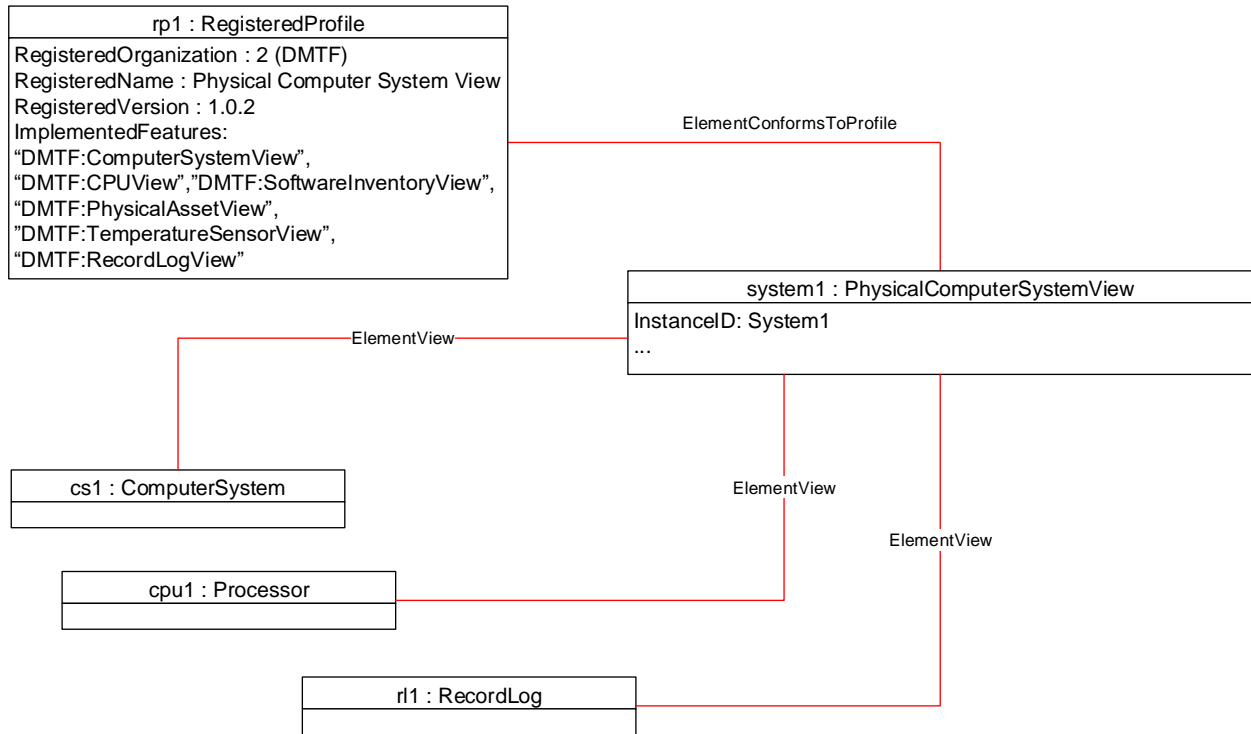 rp1 : RegisteredProfile
RegisteredOrganization : 2 (DMTF)
RegisteredName : Physical Computer System View
RegisteredVersion : 1.0.2
ImplementedFeatures:
“DMTF:ComputerSystemView”,
“DMTF:CPUView”,”DMTF:SoftwareInventoryView”,
“DMTF:PhysicalAssetView”,
”DMTF:TemperatureSensorView”,
“DMTF:RecordLogView”
ElementConformsToProfile
system1 : PhysicalComputerSystemView
InstanceID: System1
...
ElementView
cs1 : ComputerSystem
ElementView
ElementView
cpu1 : Processor
rl1 : RecordLog